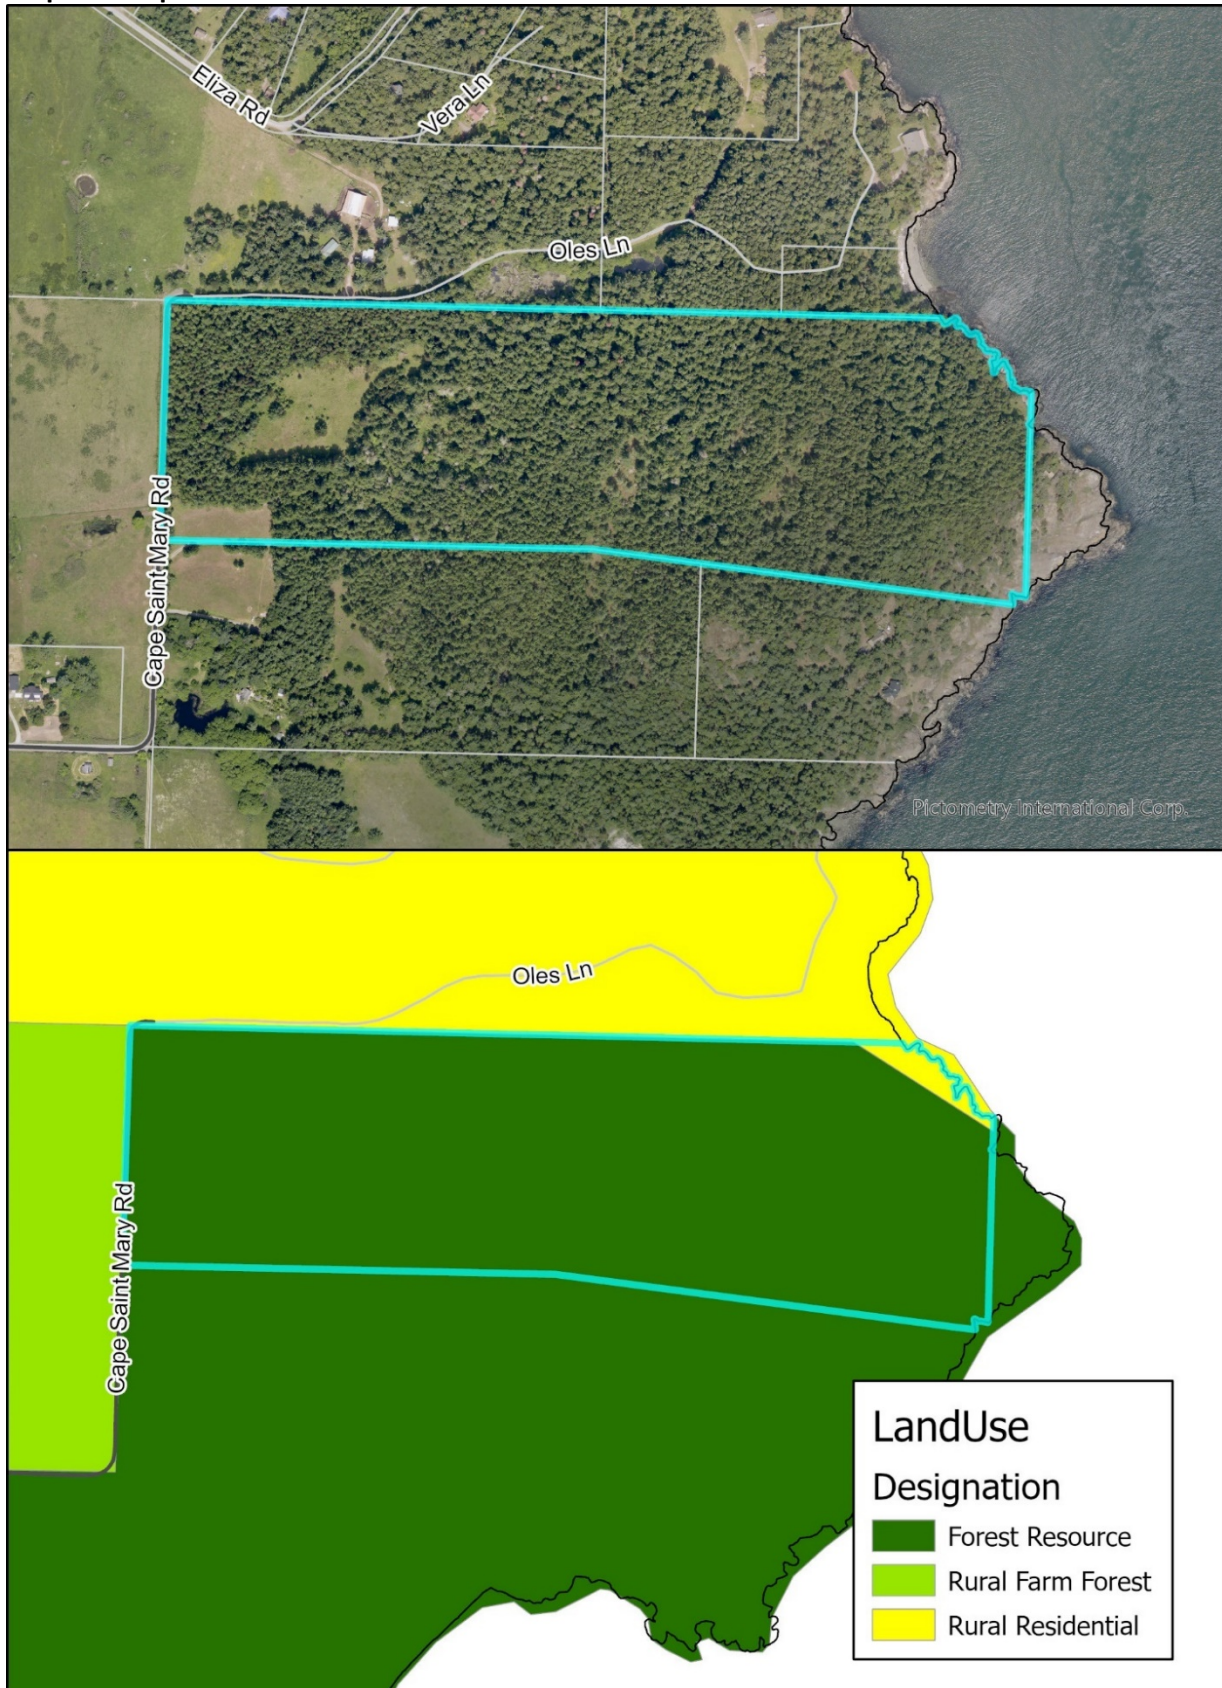 Eliza Rd
Vera Ln
Oles Ln
Cape Saint Mary Rd
Pictometry International Corp.
Oles Ln
Cape Saint Mary Rd
LandUse
Designation
Forest Resource
Rural Farm Forest
Rural Residential